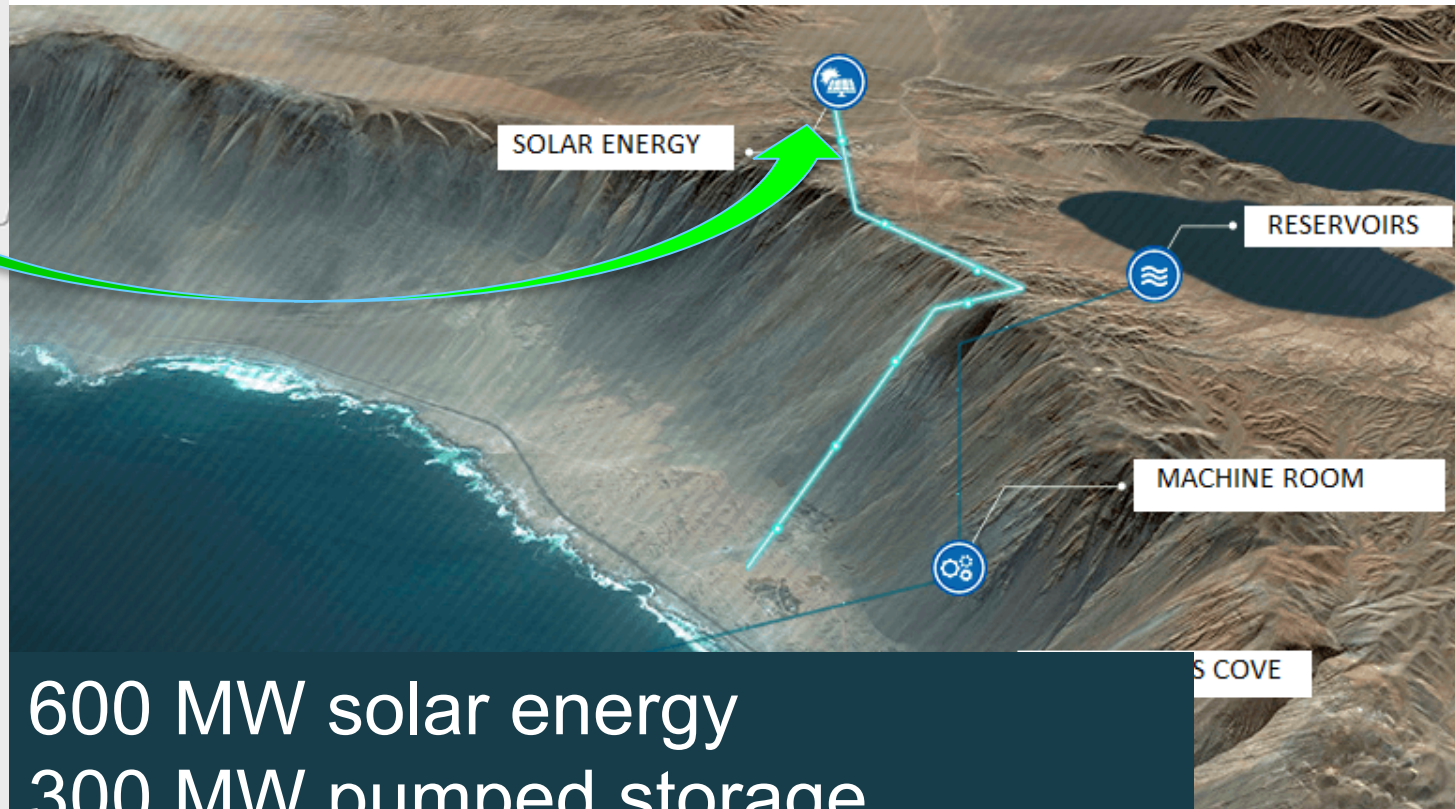 SOLAR ENERGY
RESERVOIRS
MACHINE ROOM
S COVE
600 MW solar energy
300 MW pumped storage